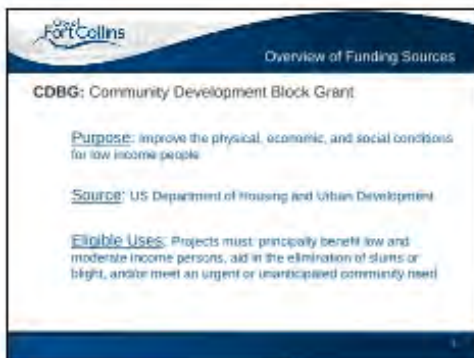 City of
Fort Collins
Overview of Funding Sources
CDBG: Community Development Block Grant
Purpose: Improve the physical, economic, and social conditions
for low income people
Source: US Department of Housing and Urban Development
Eligible Uses: Projects must: principally benefit low and
moderate income persons, aid in the elimination of slums or
blight, and/or meet an urgent or unanticipated community need